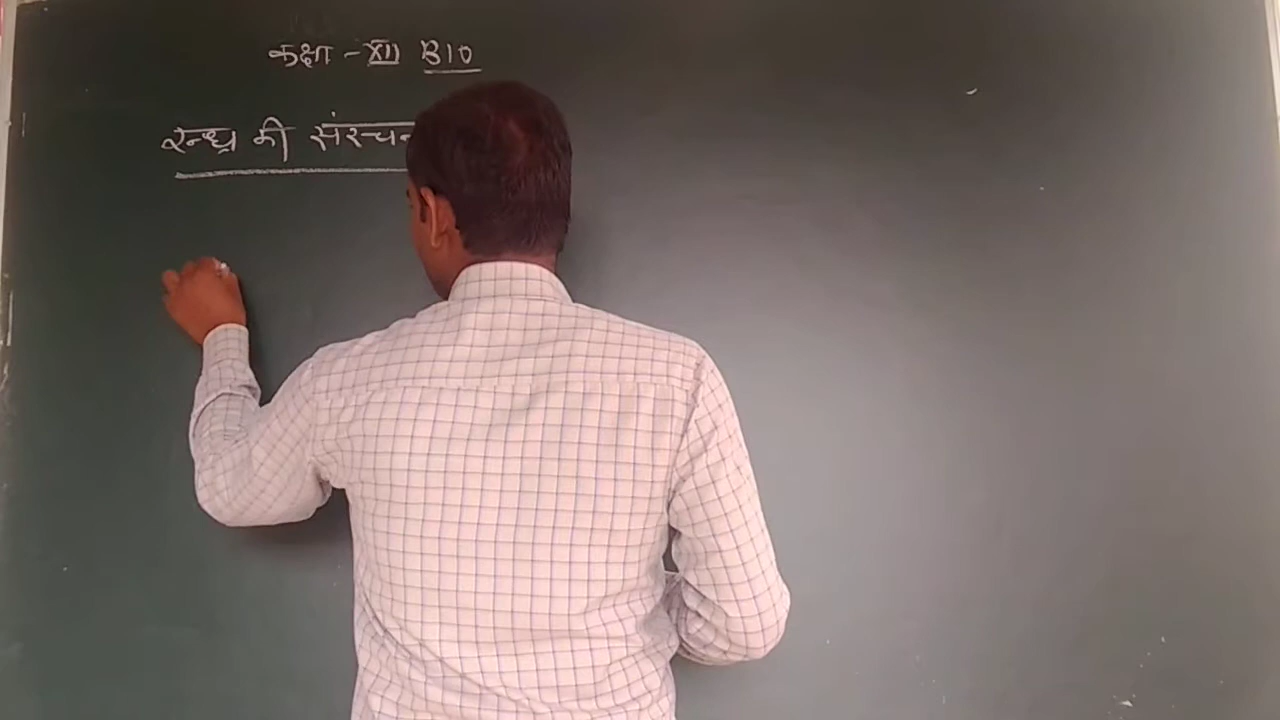 कक्षा - XII BIO
रन्ध्र की संरचन